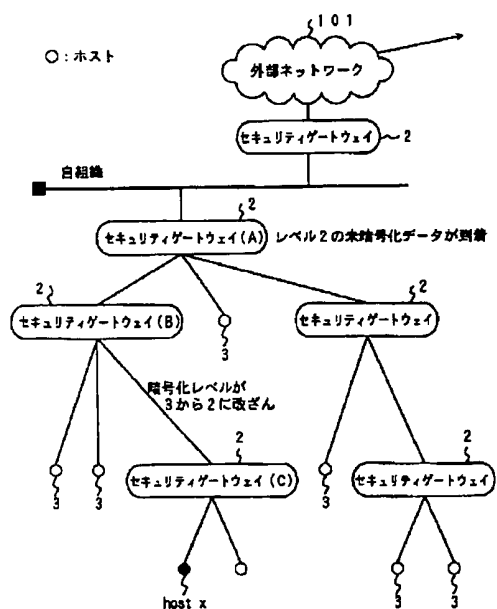 101
○:ホスト
外部ネットワーク
セキュリティゲートウェイ 2
自組織
2
セキュリティゲートウェイ(A) レベル2の未暗号化データが到着
2
セキュリティゲートウェイ(B)
3
2
セキュリティゲートウェイ
暗号化レベルが
3から2に改ざん
3
3
2
セキュリティゲートウェイ(C)
3
2
セキュリティゲートウェイ
host x
3
3